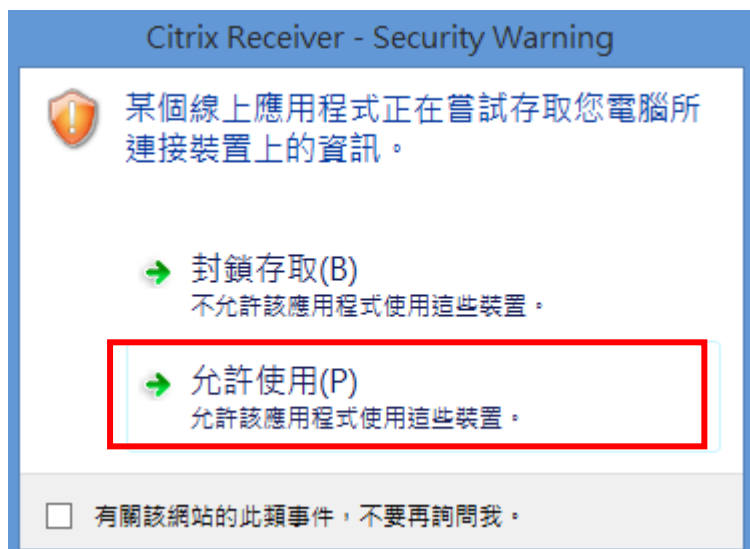 Citrix Receiver - Security Warning
某個線上應用程式正在嘗試存取您電腦所
連接裝置上的資訊。
封鎖存取(B)
不允許該應用程式使用這些裝置。
允許使用(P)
允許該應用程式使用這些裝置。
有關該網站的此類事件，不要再詢問我。